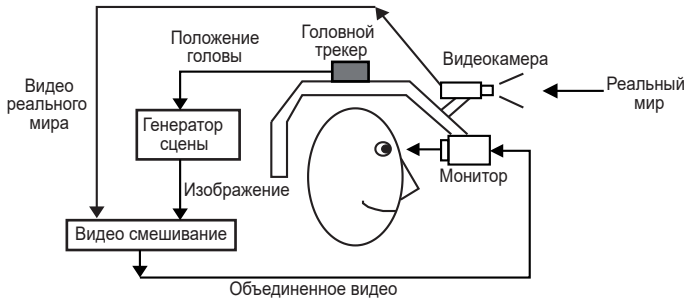 Положение
головы
Головной
трекер
Видеокамера
Реальный
мир
Видео
реального
мира
Генератор
сцены
Изображение
Монитор
Видео смешивание
Объединенное видео